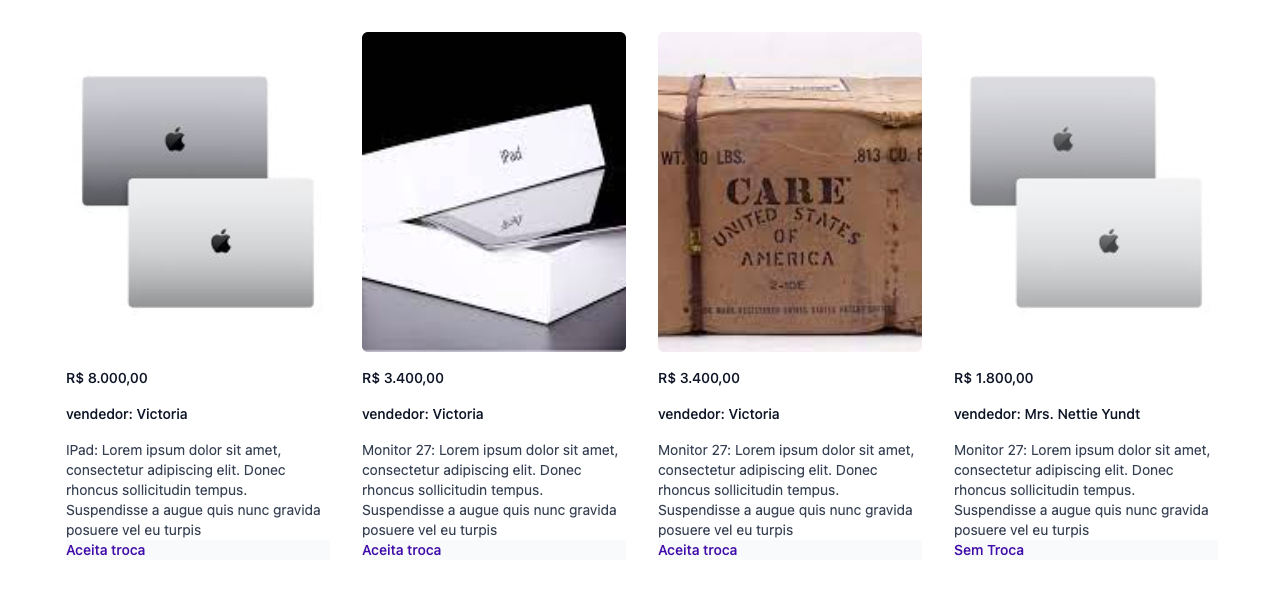 iPad
iPad
WT. 40 LBS.
.813 CU. F
CARE
UNITED STATES
OF
AMERICA
2-10E
R$ 8.000,00
vendedor: Victoria
IPad: Lorem ipsum dolor sit amet,
consectetur adipiscing elit. Donec
rhoncus sollicitudin tempus.
Suspendisse a augue quis nunc gravida
posuere vel eu turpis
Aceita troca
R$ 3.400,00
vendedor: Victoria
Monitor 27: Lorem ipsum dolor sit amet,
consectetur adipiscing elit. Donec
rhoncus sollicitudin tempus.
Suspendisse a augue quis nunc gravida
posuere vel eu turpis
Aceita troca
R$ 3.400,00
vendedor: Victoria
Monitor 27: Lorem ipsum dolor sit amet,
consectetur adipiscing elit. Donec
rhoncus sollicitudin tempus.
Suspendisse a augue quis nunc gravida
posuere vel eu turpis
Aceita troca
R$ 1.800,00
vendedor: Mrs. Nettie Yundt
Monitor 27: Lorem ipsum dolor sit amet,
consectetur adipiscing elit. Donec
rhoncus sollicitudin tempus.
Suspendisse a augue quis nunc gravida
posuere vel eu turpis
Sem Troca